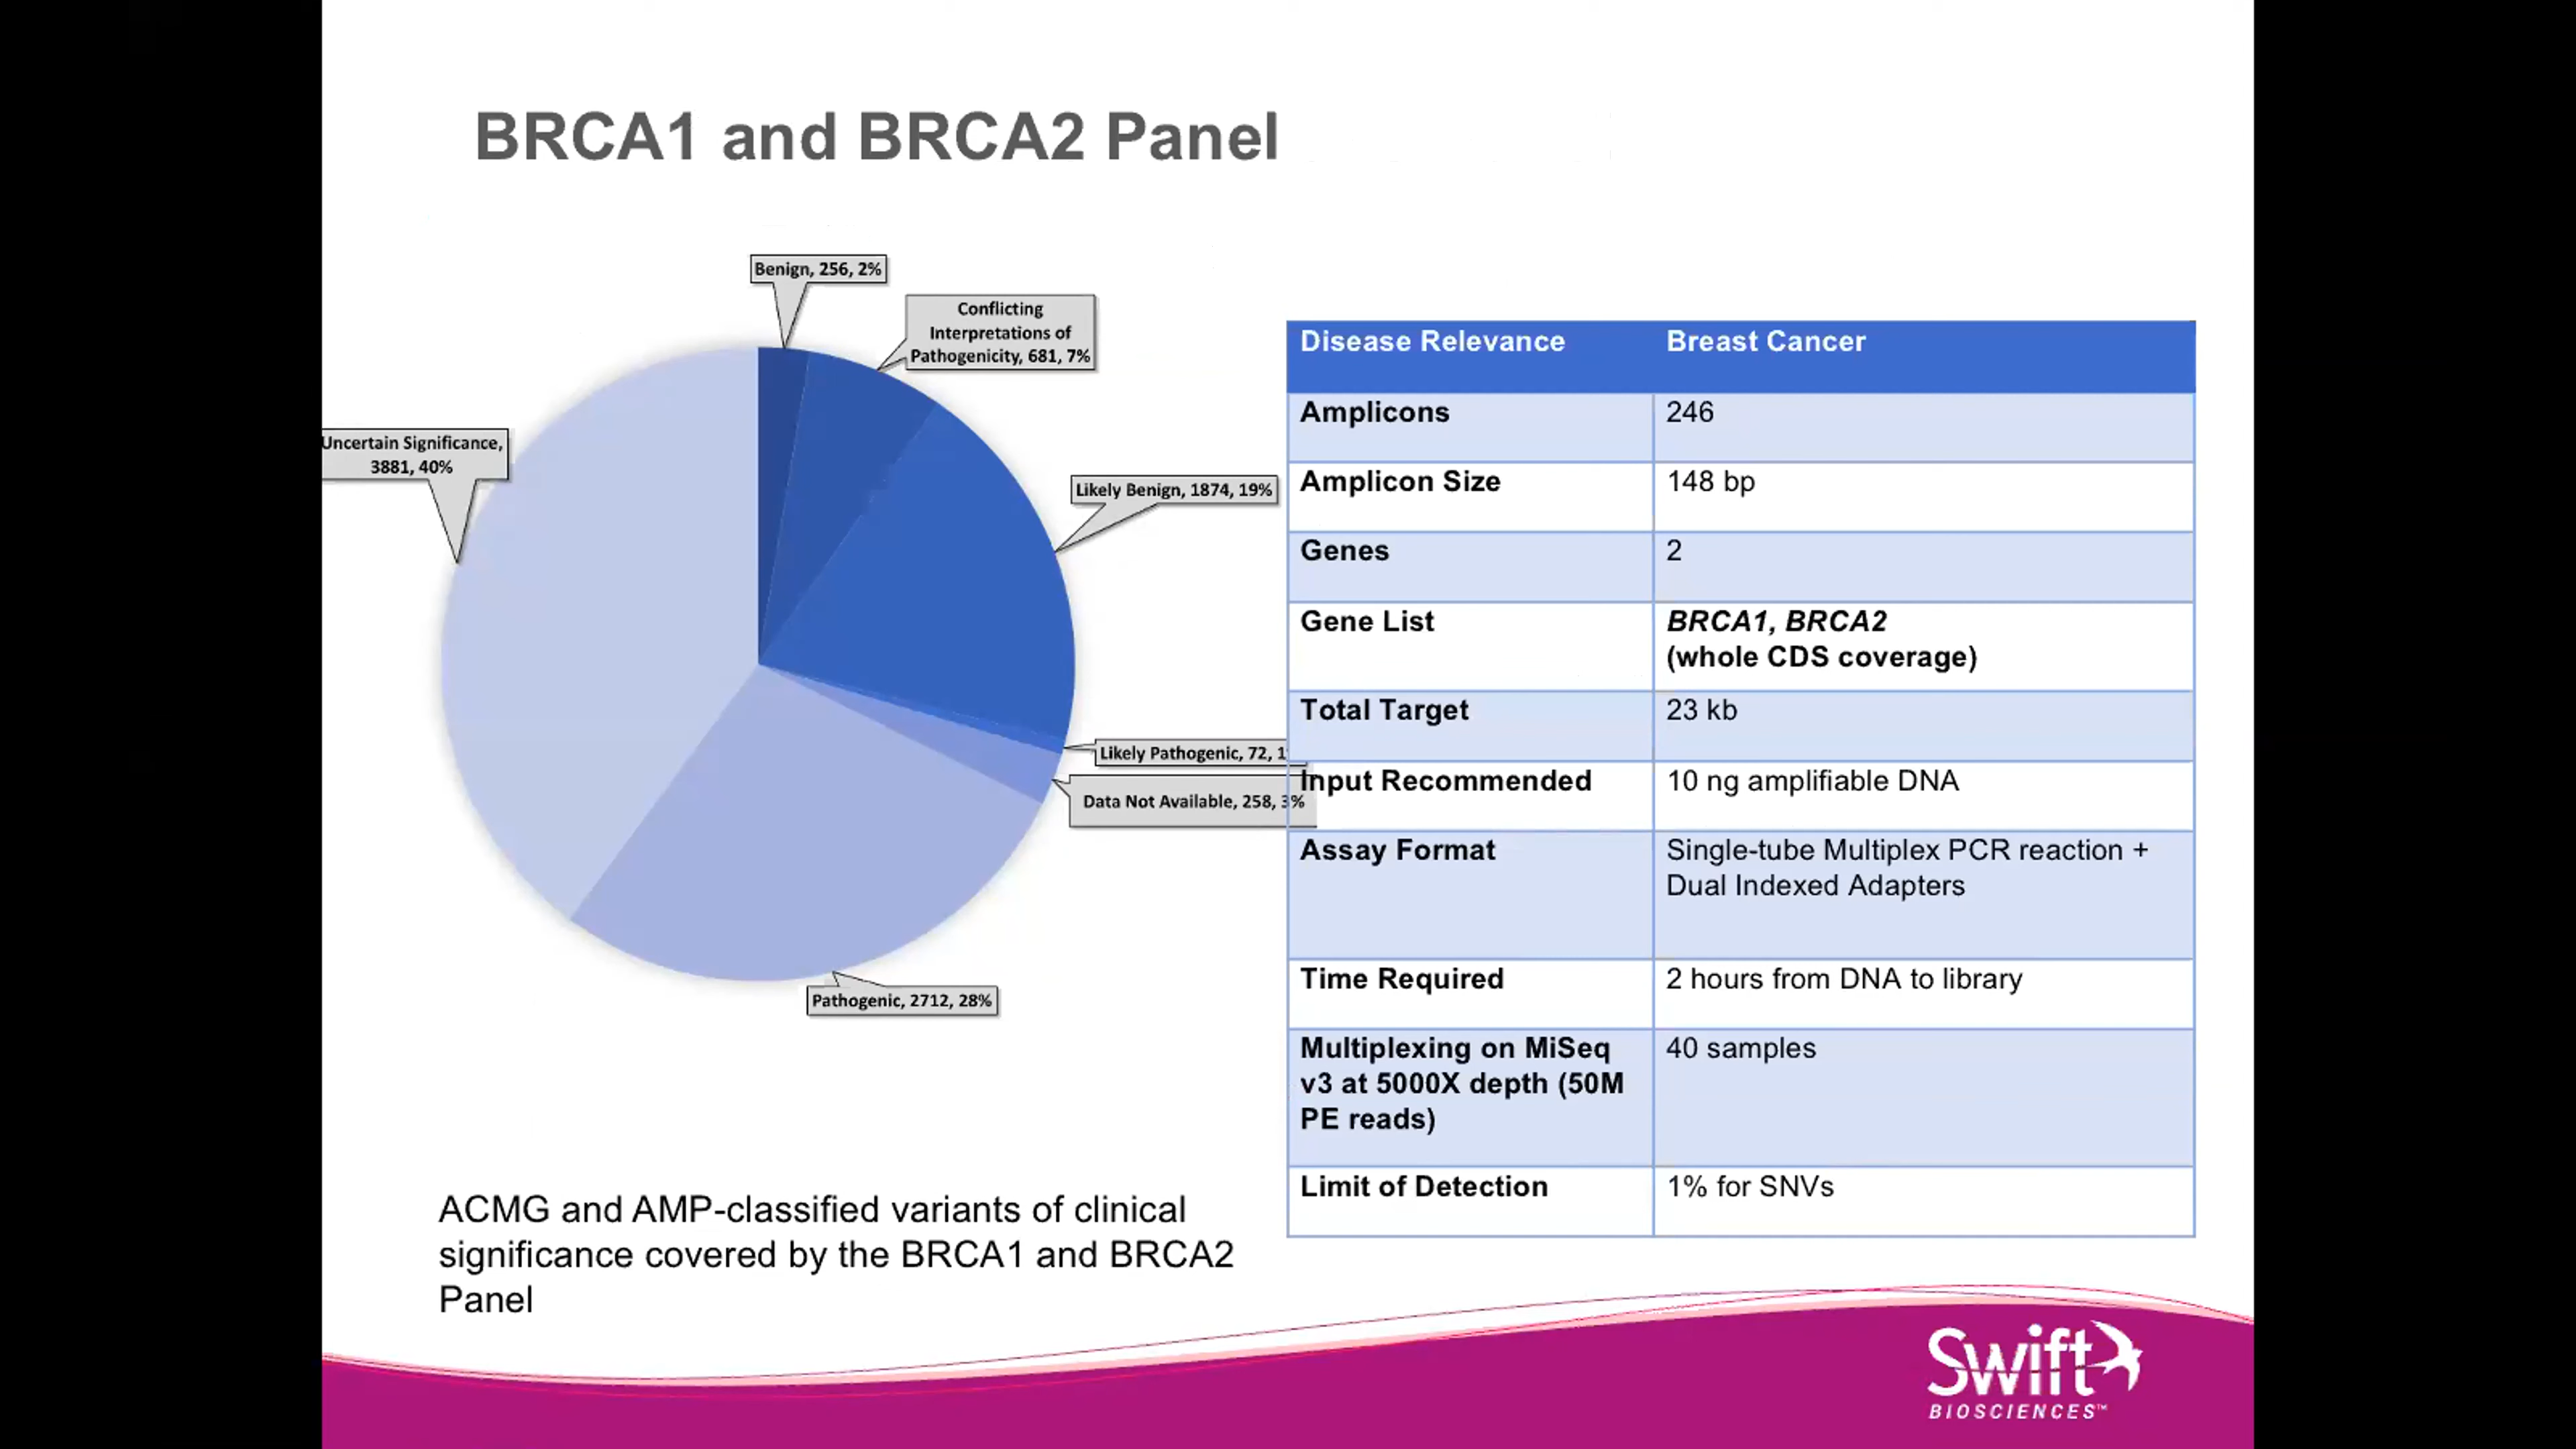 BRCA1 and BRCA2 Panel
Benign, 256, 2%
Conflicting
Interpretations of
Pathogenicity, 681, 7%
Uncertain Significance,
3881, 40%
Likely Benign, 1874, 19%
Likely Pathogenic, 72, 1
Data Not Available, 258, 3%
Pathogenic, 2712, 28%
ACMG and AMP-classified variants of clinical
significance covered by the BRCA1 and BRCA2
Panel
Disease Relevance Breast Cancer
Amplicons 246
Amplicon Size 148 bp
Genes 2
Gene List BRCA1, BRCA2
(whole CDS coverage)
Total Target 23 kb
Input Recommended 10 ng amplifiable DNA
Assay Format Single-tube Multiplex PCR reaction +
Dual Indexed Adapters
Time Required 2 hours from DNA to library
Multiplexing on MiSeq 40 samples
v3 at 5000X depth (50M
PE reads)
Limit of Detection 1% for SNVs
Swift
BIOSCIENCES™